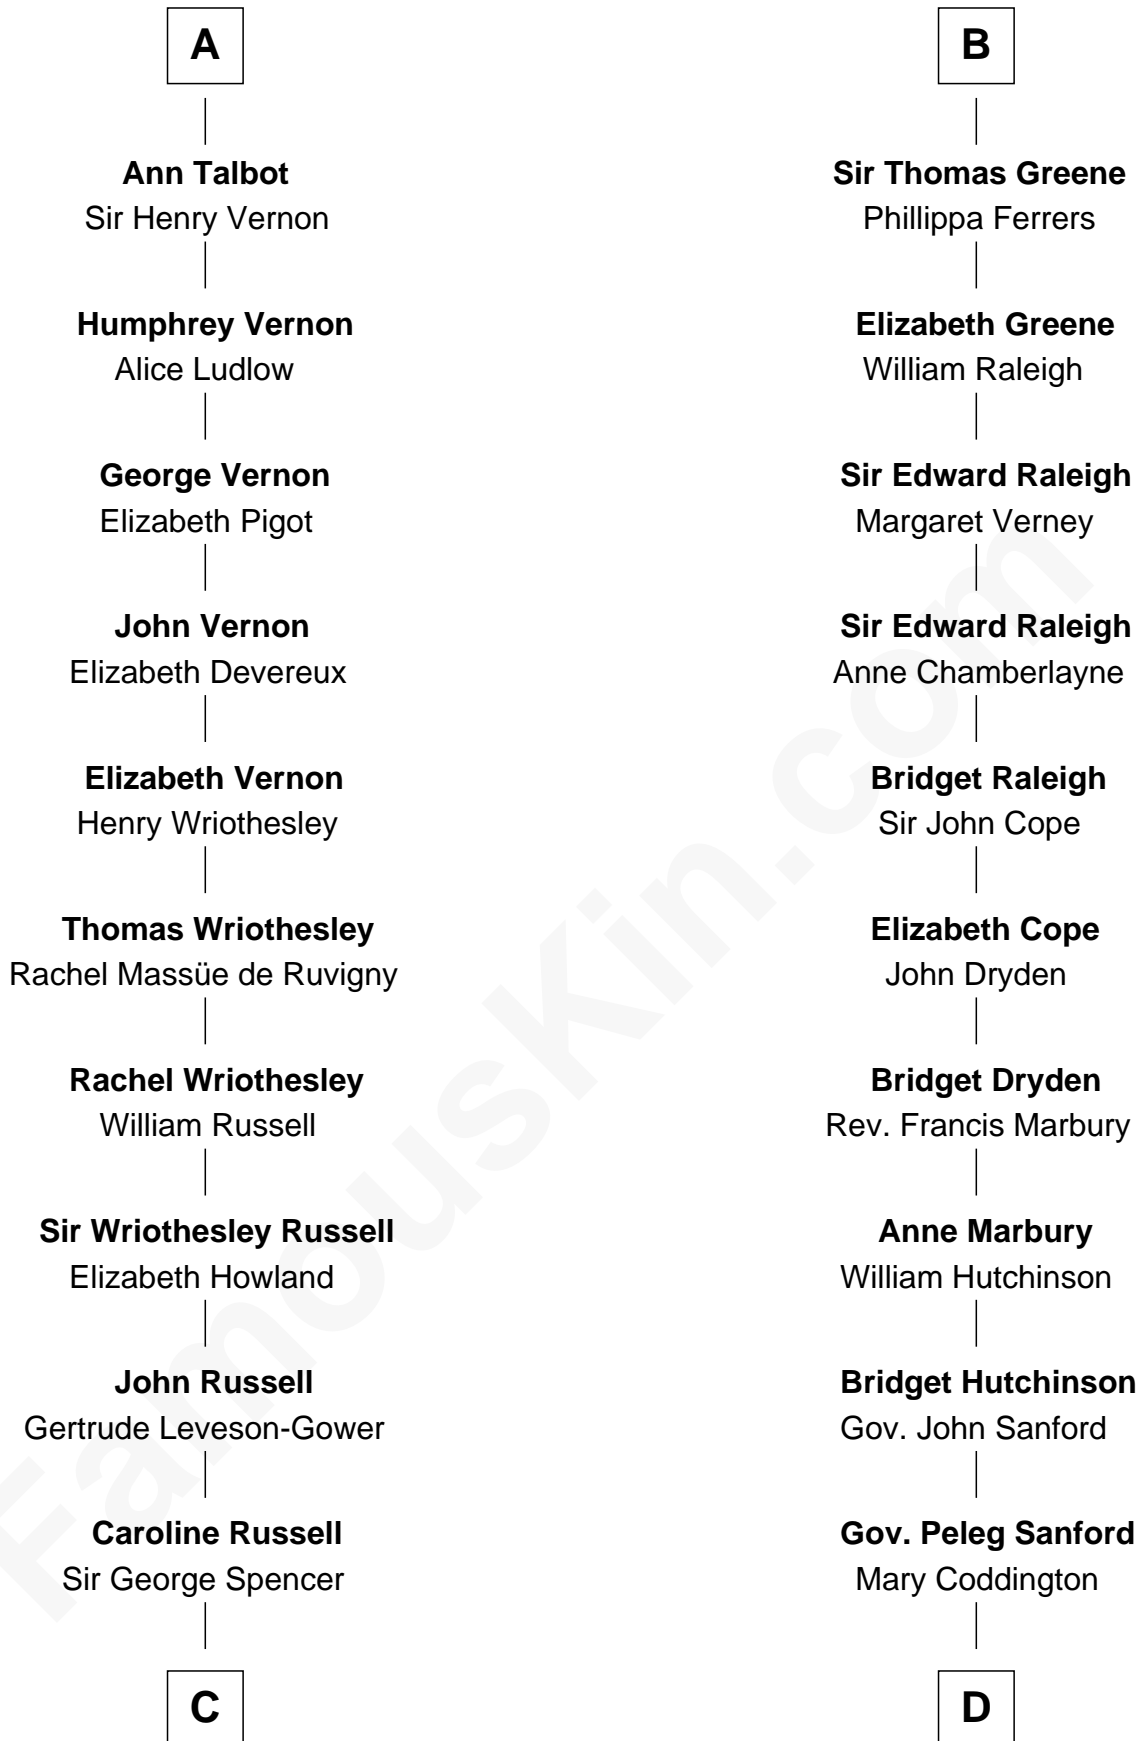 A
Ann Talbot
Sir Henry Vernon
Humphrey Vernon
Alice Ludlow
George Vernon
Elizabeth Pigot
John Vernon
Elizabeth Devereux
Elizabeth Vernon
Henry Wriothesley
Thomas Wriothesley
Rachel Massüe de Ruvigny
Rachel Wriothesley
William Russell
Sir Wriothesley Russell
Elizabeth Howland
John Russell
Gertrude Leveson-Gower
Caroline Russell
Sir George Spencer
C
B
Sir Thomas Greene
Phillippa Ferrers
Elizabeth Greene
William Raleigh
Sir Edward Raleigh
Margaret Verney
Sir Edward Raleigh
Anne Chamberlayne
Bridget Raleigh
Sir John Cope
Elizabeth Cope
John Dryden
Bridget Dryden
Rev. Francis Marbury
Anne Marbury
William Hutchinson
Bridget Hutchinson
Gov. John Sanford
Gov. Peleg Sanford
Mary Coddington
D
FamousKin.com